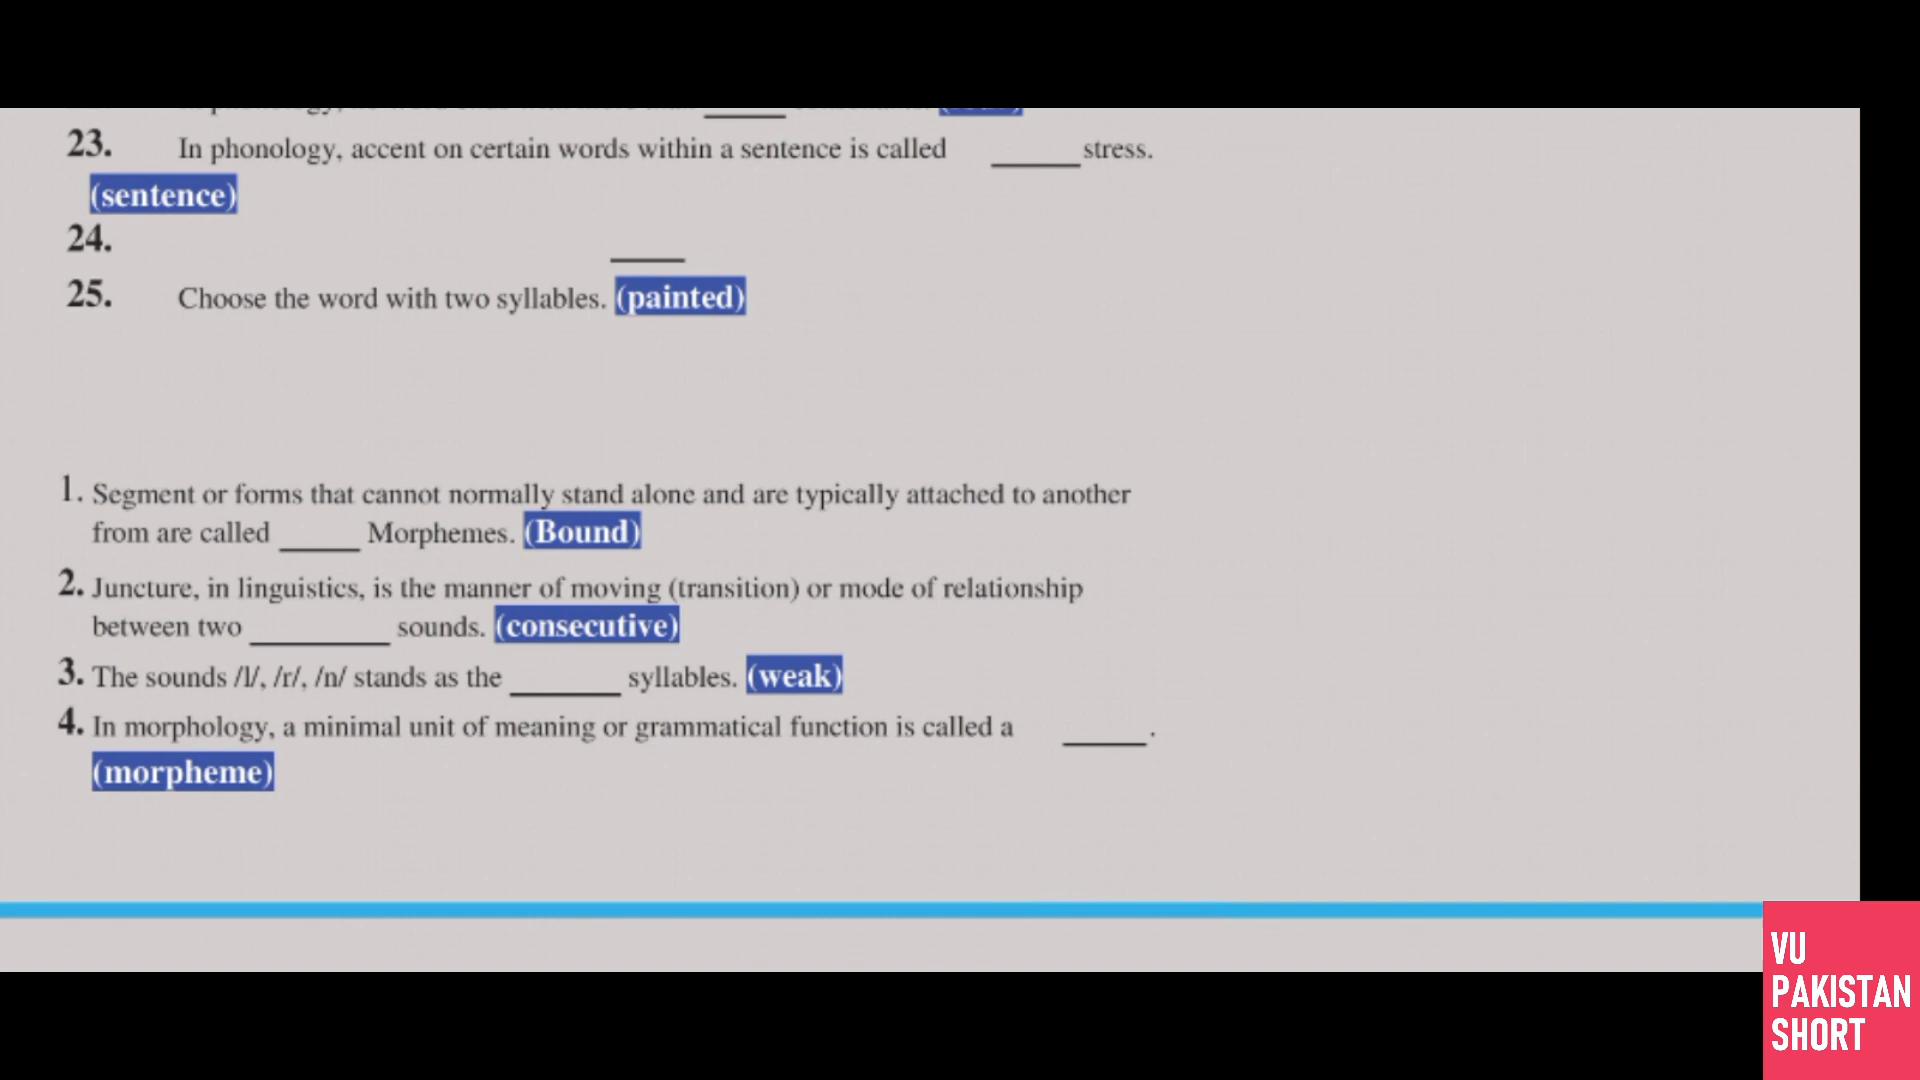 23. In phonology, accent on certain words within a sentence is called ______ stress.
(sentence)
24. _____
25. Choose the word with two syllables. (painted)
1. Segment or forms that cannot normally stand alone and are typically attached to another
from are called _____ Morphemes. (Bound)
2. Juncture, in linguistics, is the manner of moving (transition) or mode of relationship
between two _________ sounds. (consecutive)
3. The sounds /l/, /r/, /n/ stands as the _______ syllables. (weak)
4. In morphology, a minimal unit of meaning or grammatical function is called a _____.
(morpheme)
VU
PAKISTAN
SHORT